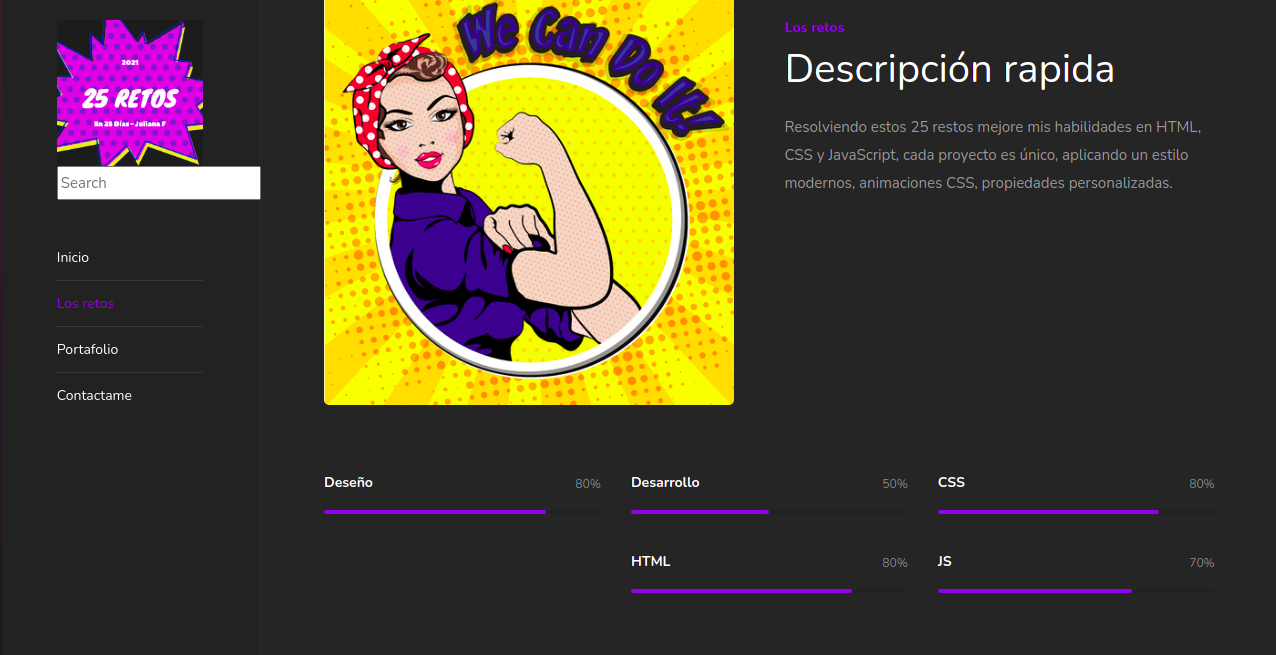 2021
25 RETOS
En 25 Días - Juliana F
Search
Inicio
Los retos
Portafolio
Contactame
We Can Do It!
Los retos
Descripción rapida
Resolviendo estos 25 restos mejore mis habilidades en HTML,
CSS y JavaScript, cada proyecto es único, aplicando un estilo
modernos, animaciones CSS, propiedades personalizadas.
Deseño 80%
Desarrollo 50%
CSS 80%
HTML 80%
JS 70%